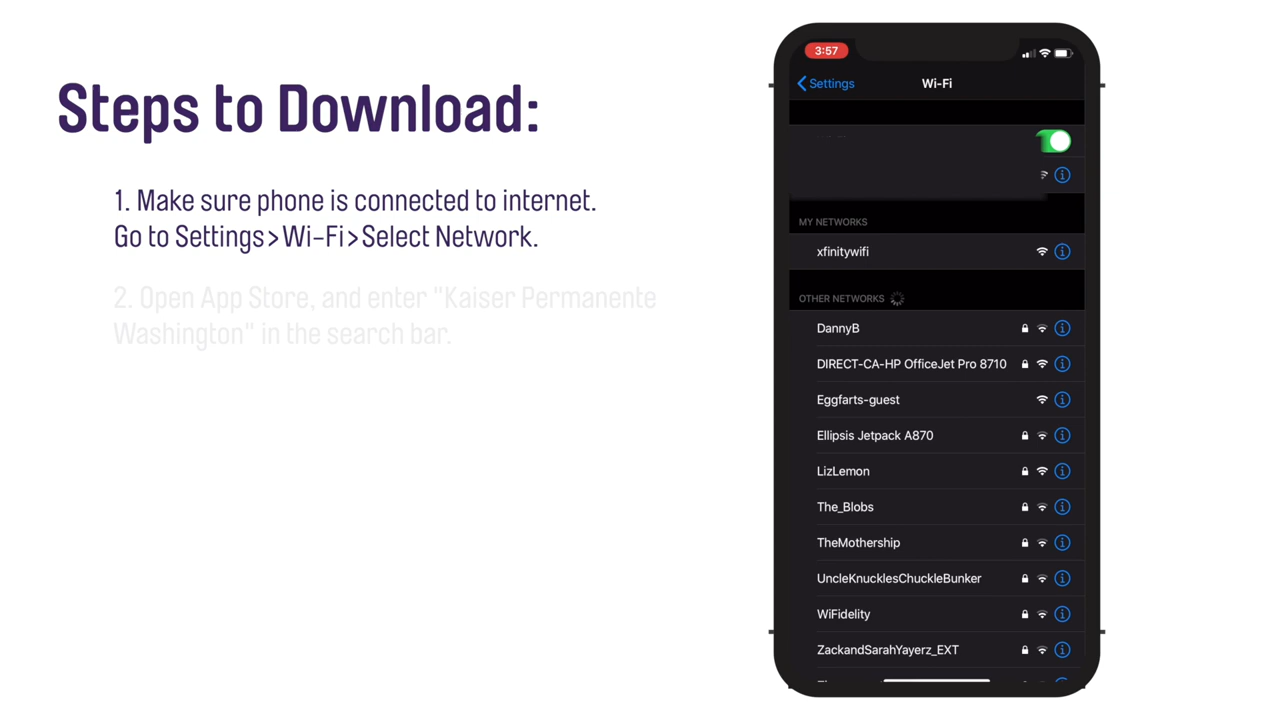 Steps to Download:
1. Make sure phone is connected to internet.
Go to Settings>Wi-Fi>Select Network.
2. Open App Store, and enter "Kaiser Permanente
Washington" in the search bar.
3:57
Settings
Wi-Fi
MY NETWORKS
xfinitywifi
OTHER NETWORKS
DannyB
DIRECT-CA-HP OfficeJet Pro 8710
Eggfarts-guest
Ellipsis Jetpack A870
LizLemon
The_Blobs
TheMothership
UncleKnucklesChuckleBunker
WiFidelity
ZackandSarahYayerz_EXT